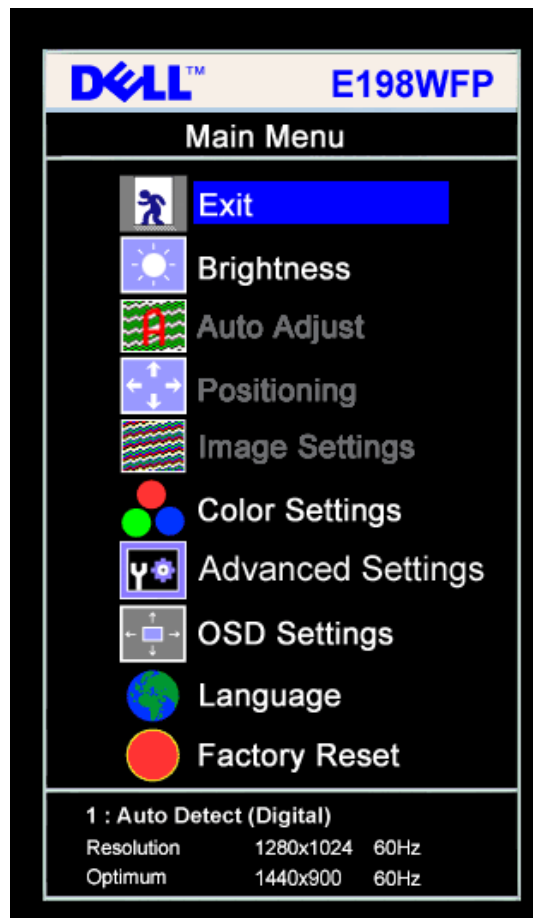 DELL™ E198WFP
Main Menu
Exit
Brightness
Auto Adjust
Positioning
Image Settings
Color Settings
Advanced Settings
OSD Settings
Language
Factory Reset
1 : Auto Detect (Digital)
Resolution 1280x1024 60Hz
Optimum 1440x900 60Hz